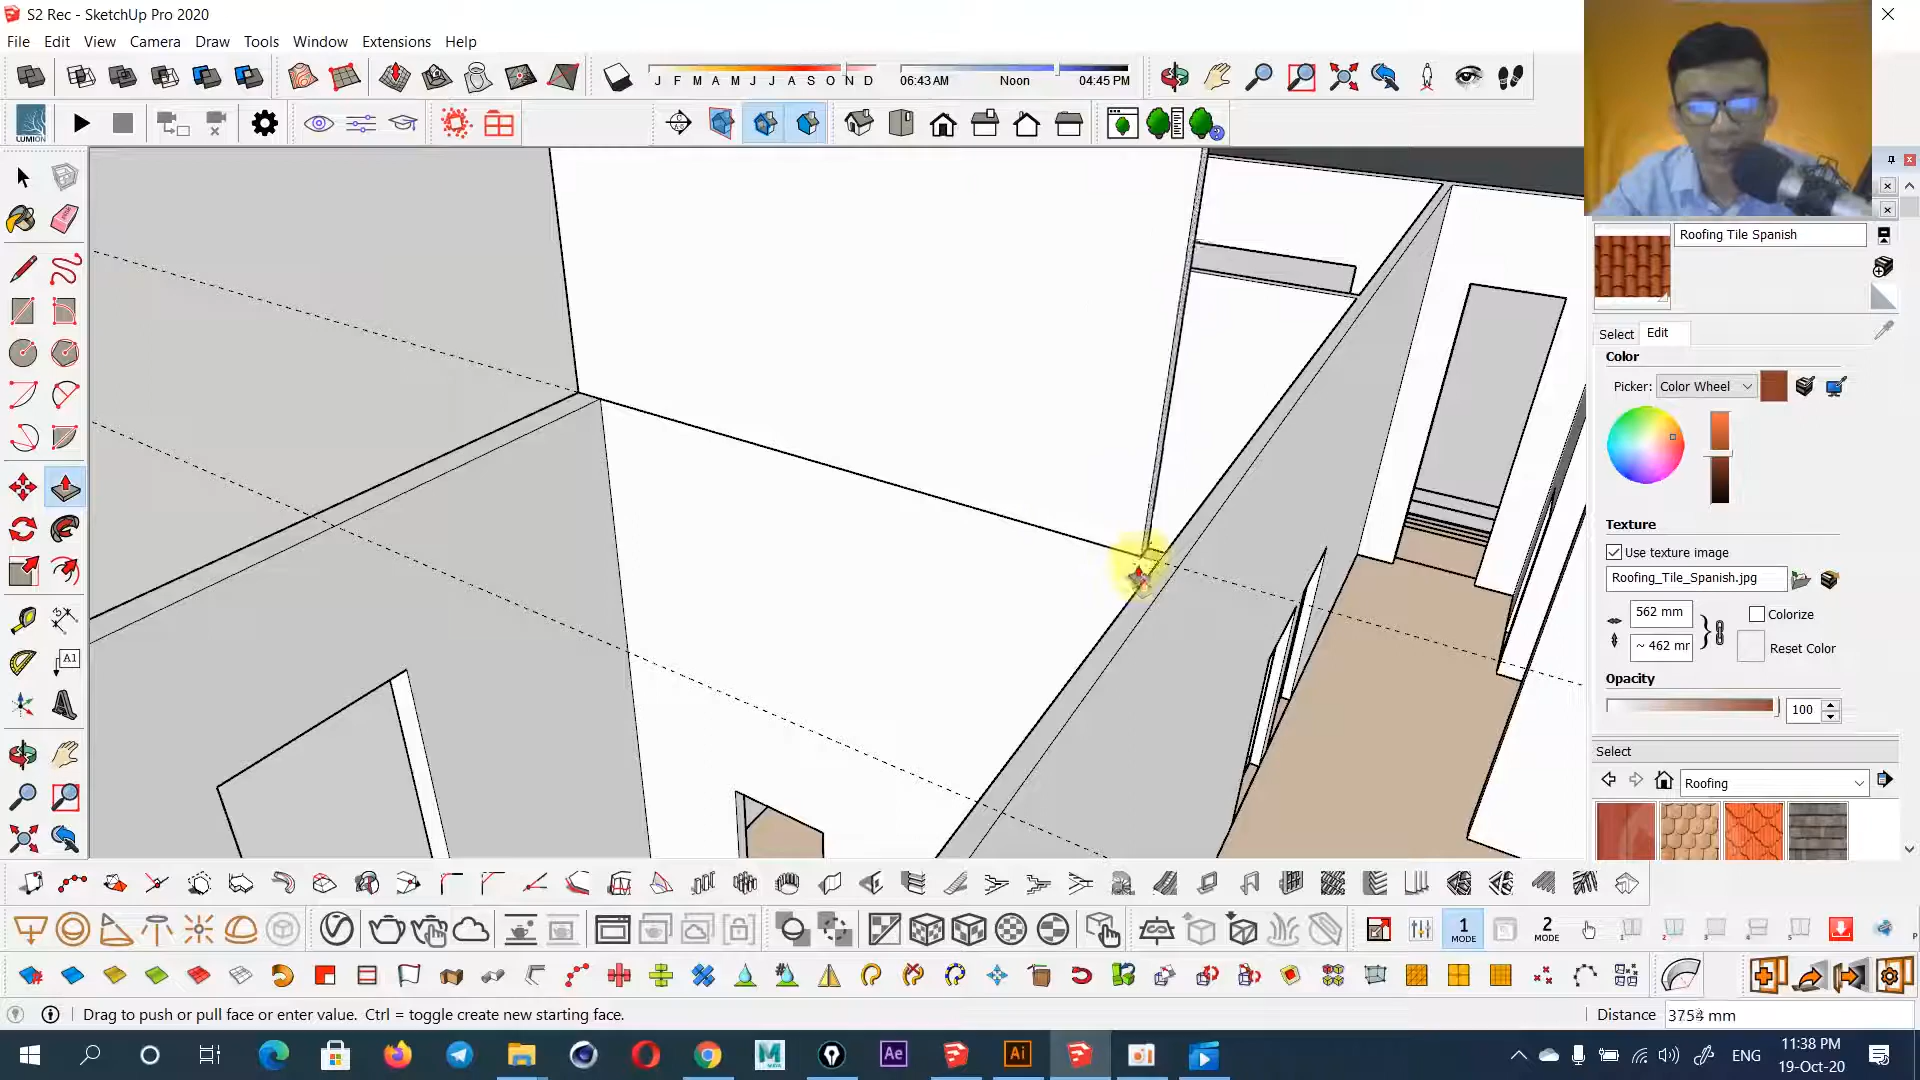 S2 Rec - SketchUp Pro 2020
File Edit View Camera Draw Tools Window Extensions Help
J F M A M J J A S O N D
06:43 AM Noon 04:45 PM
LUMION
Roofing Tile Spanish
Select Edit
Color
Picker: Color Wheel
Texture
Use texture image
Roofing_Tile_Spanish.jpg
562 mm
Colorize
~ 462 mr
Reset Color
Opacity
100
Select
Roofing
A1
1 MODE
2 MODE
Drag to push or pull face or enter value. Ctrl = toggle create new starting face.
Distance 3754 mm
Ae
Ai
ENG
11:38 PM
19-Oct-20